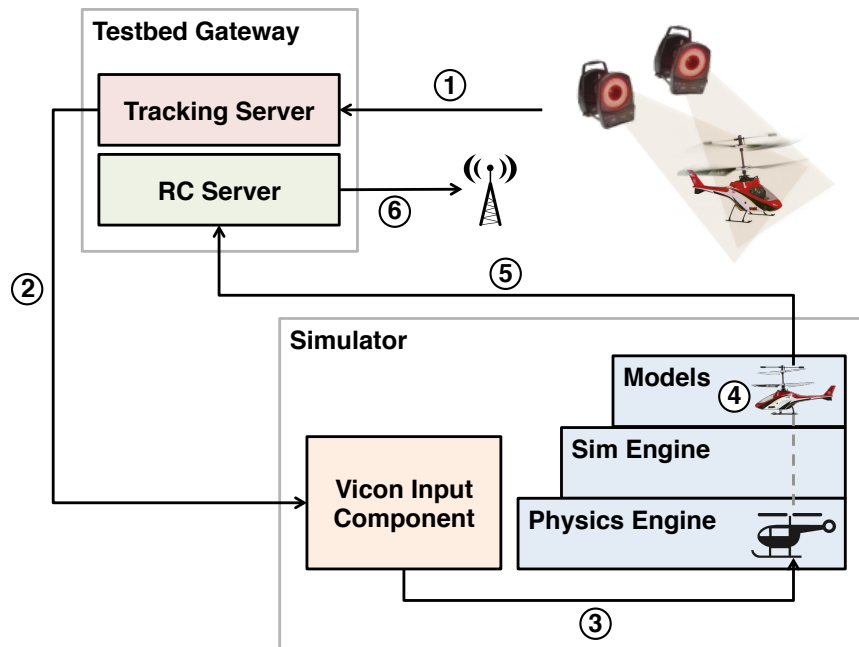 Testbed Gateway
Tracking Server
1
RC Server
6
2
5
Simulator
Models
4
Sim Engine
Vicon Input
Component
Physics Engine
3